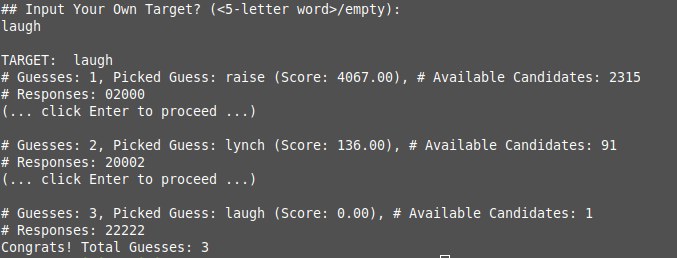 ## Input Your Own Target? (<5-letter word>/empty):
laugh
TARGET:  laugh
# Guesses: 1, Picked Guess: raise (Score: 4067.00), # Available Candidates: 2315
# Responses: 02000
(... click Enter to proceed ...)
# Guesses: 2, Picked Guess: lynch (Score: 136.00), # Available Candidates: 91
# Responses: 20002
(... click Enter to proceed ...)
# Guesses: 3, Picked Guess: laugh (Score: 0.00), # Available Candidates: 1
# Responses: 22222
Congrats! Total Guesses: 3